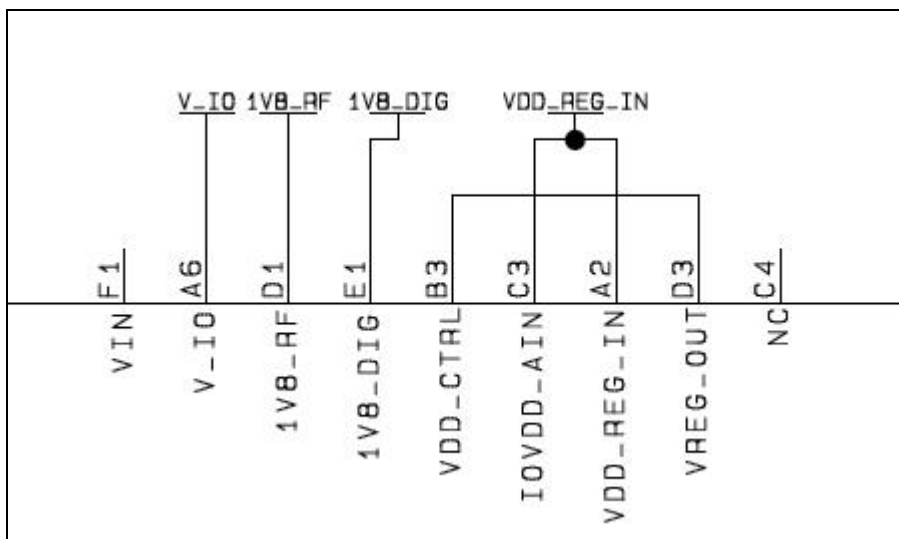 V_IO 1V8_RF 1V8_DIG VDD_REG_IN
F1 A6 D1 E1 B3 C3 A2 D3 C4
VIN
V_IO
1V8_RF
1V8_DIG
VDD_CTRL
IOVDD_AIN
VDD_REG_IN
VREG_OUT
NC